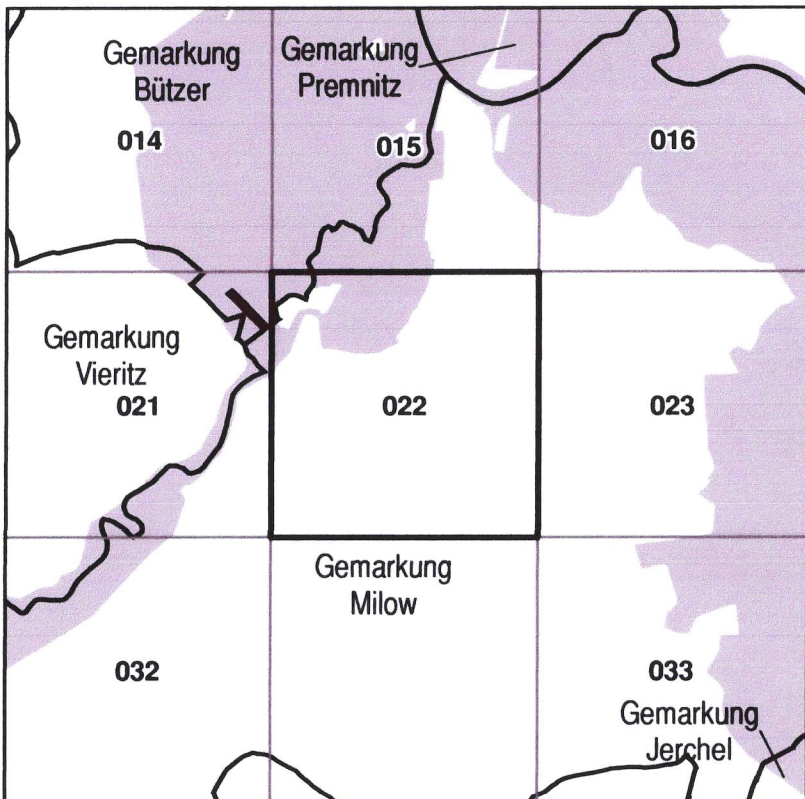 Gemarkung
Bützer
Gemarkung
Premnitz
014
015
016
Gemarkung
Vieritz
021
022
023
Gemarkung
Milow
032
033
Gemarkung
Jerchel